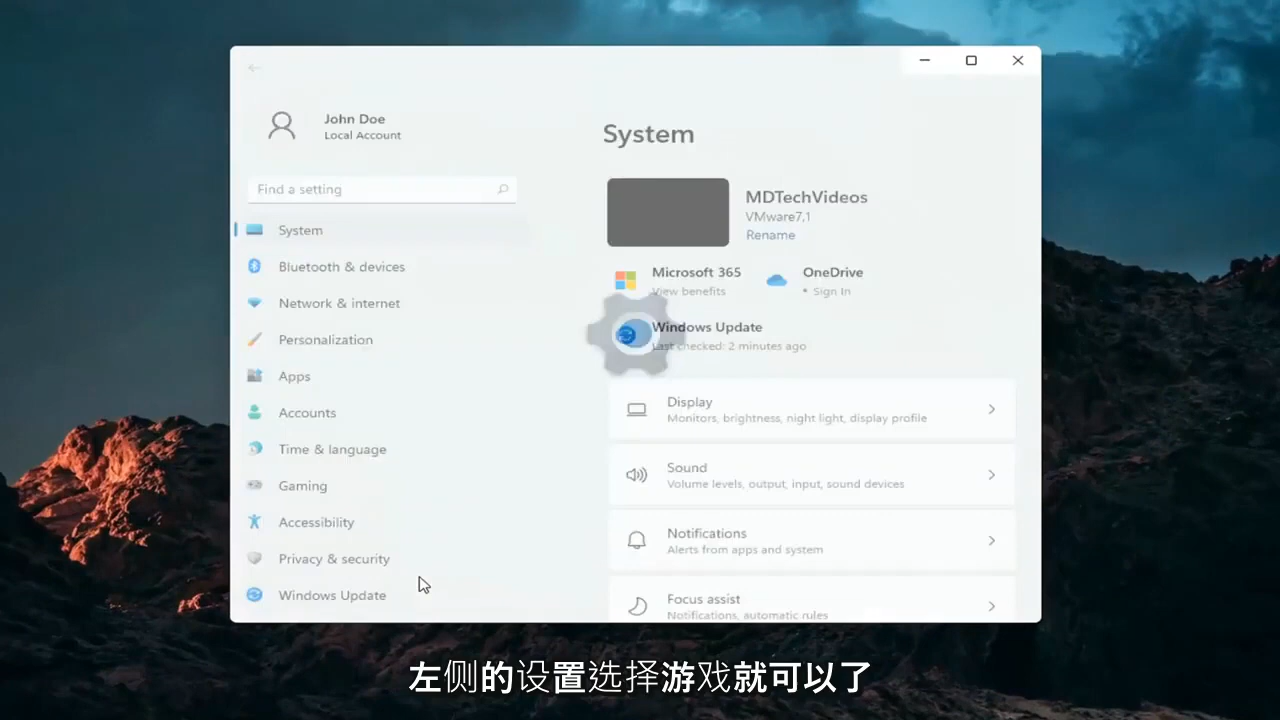 John Doe
Local Account
Find a setting
System
Bluetooth & devices
Network & internet
Personalization
Apps
Accounts
Time & language
Gaming
Accessibility
Privacy & security
Windows Update
System
MDTechVideos
VMware7,1
Rename
Microsoft 365
View benefits
OneDrive
• Sign In
Windows Update
Last checked: 2 minutes ago
Display
Monitors, brightness, night light, display profile
Sound
Volume levels, output, input, sound devices
Notifications
Alerts from apps and system
Focus assist
Notifications, automatic rules
左侧的设置选择游戏就可以了